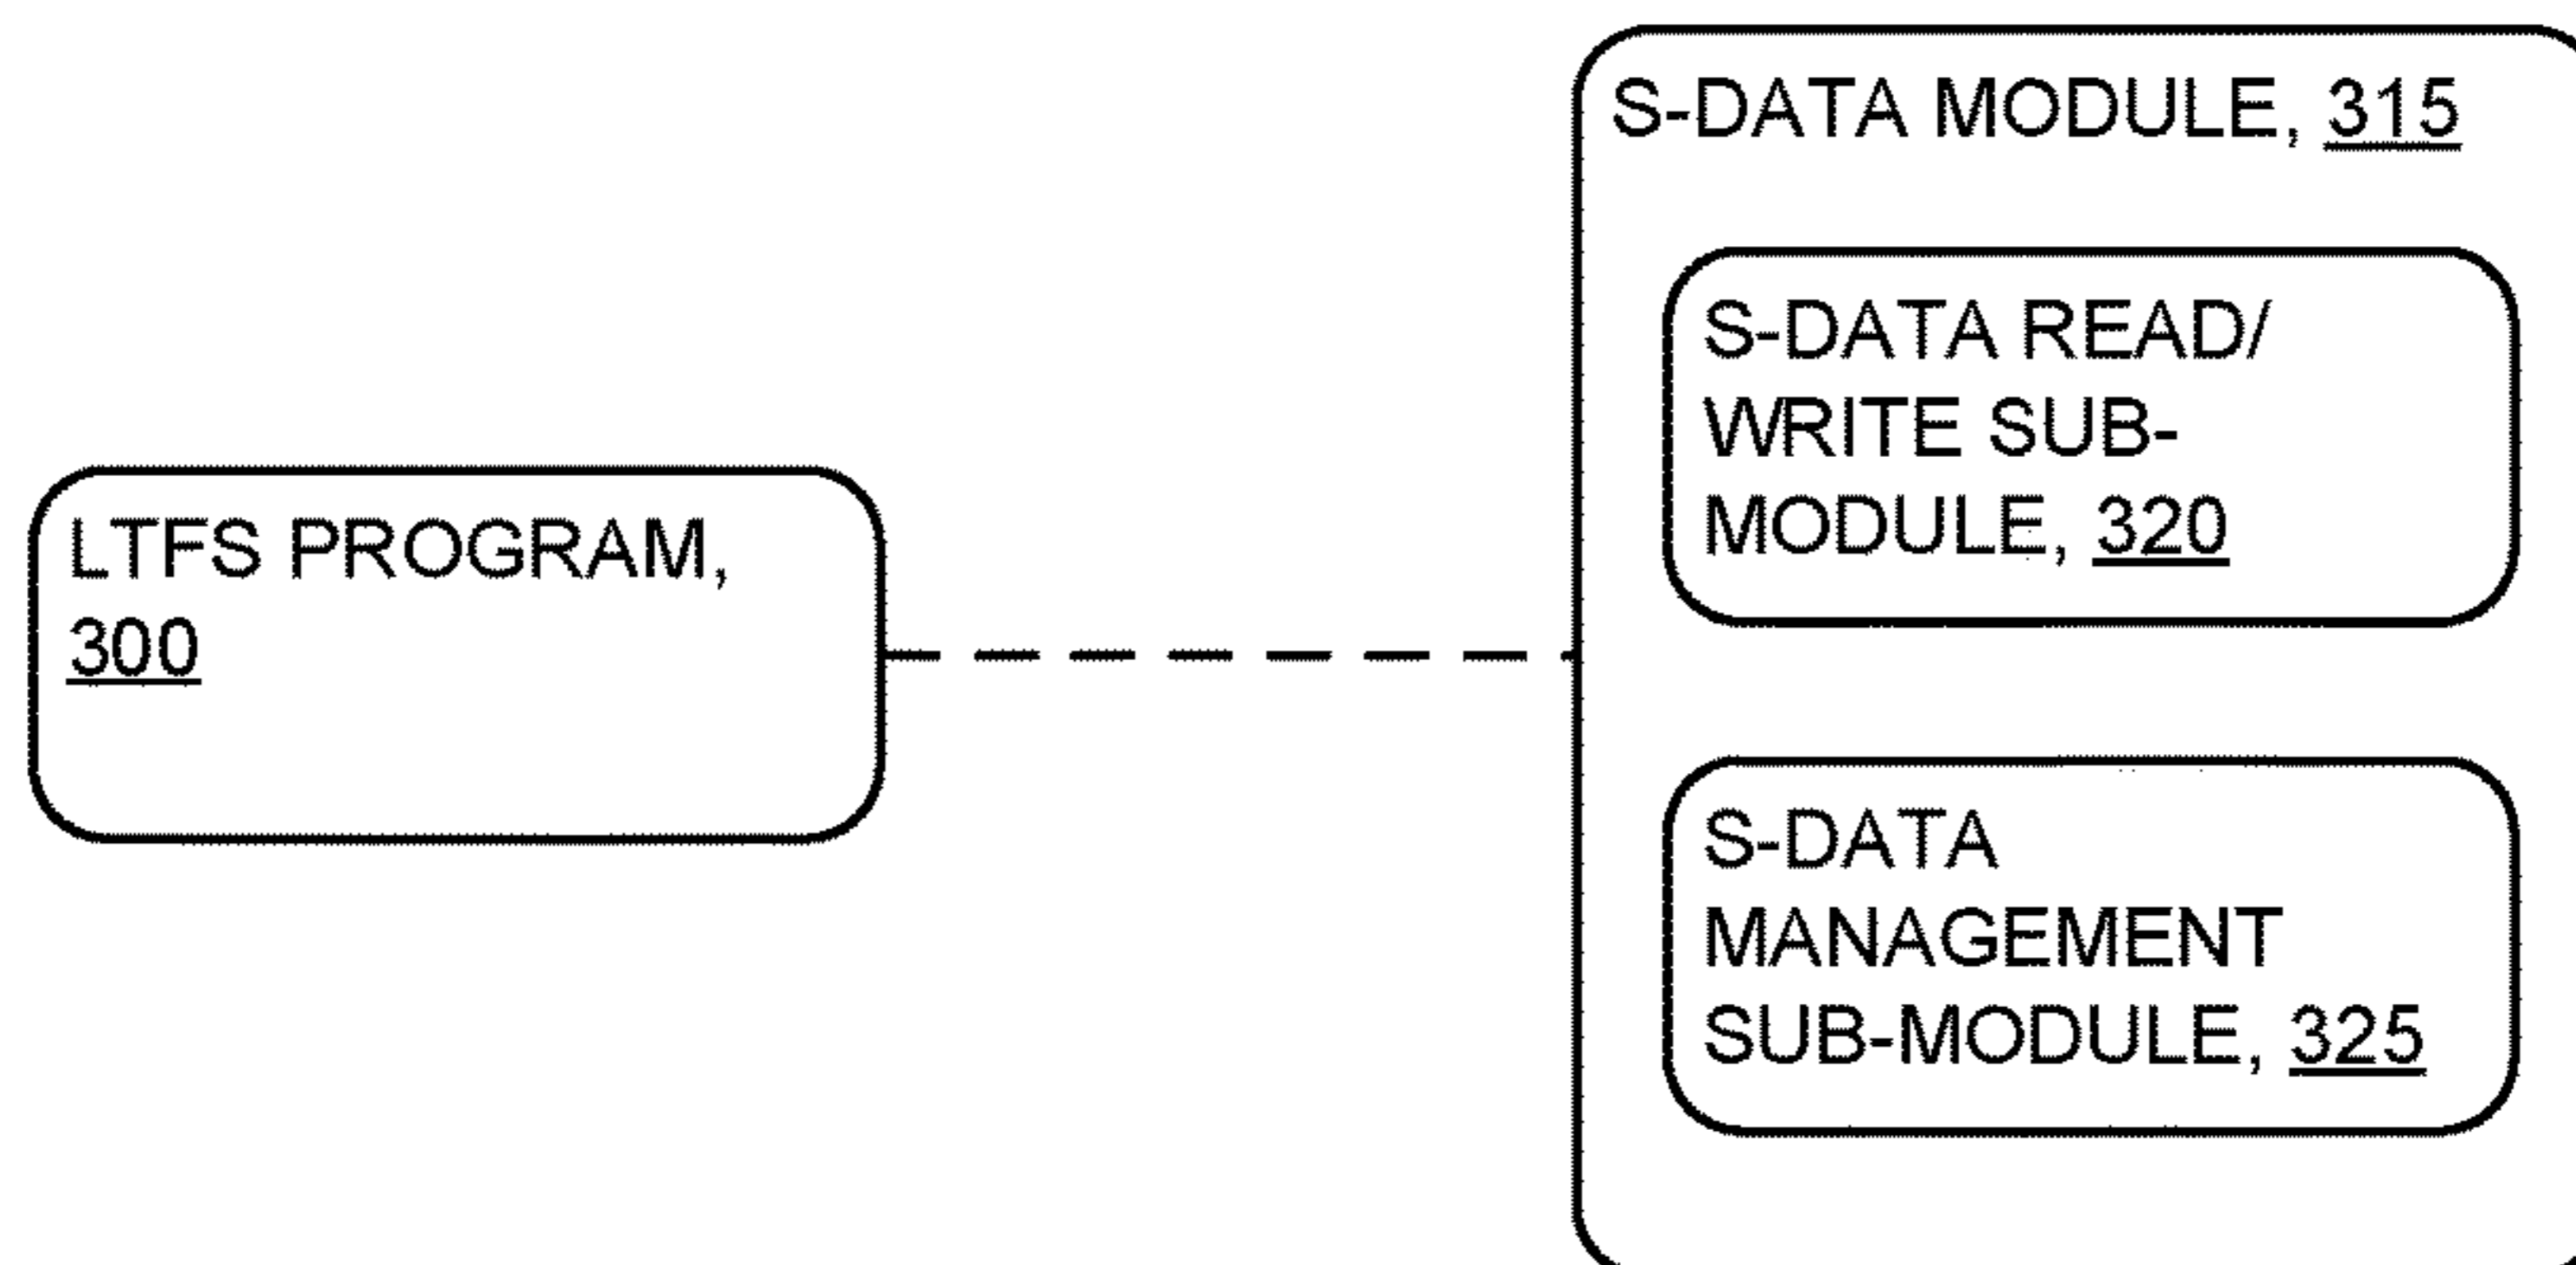 S-DATA MODULE, 315
S-DATA READ/
WRITE SUB-
MODULE, 320
LTFS PROGRAM,
300
S-DATA
MANAGEMENT
SUB-MODULE, 325